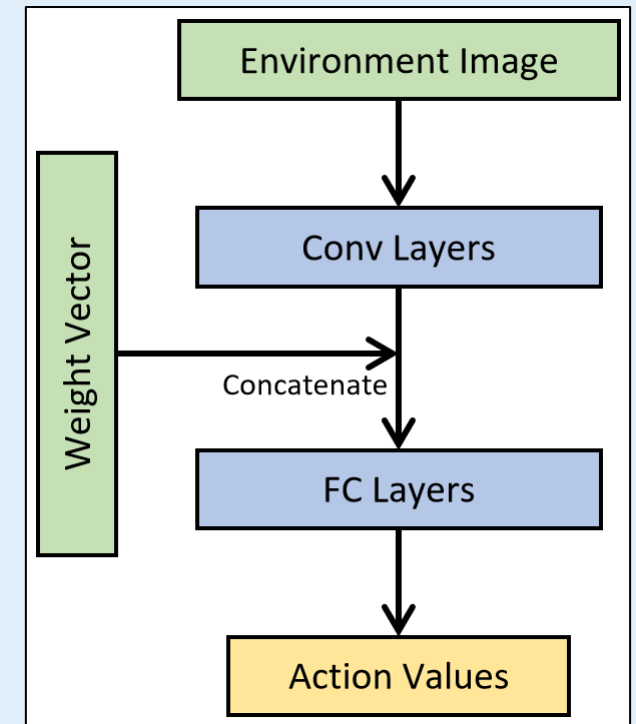 Environment Image
Conv Layers
Weight Vector
Concatenate
FC Layers
Action Values